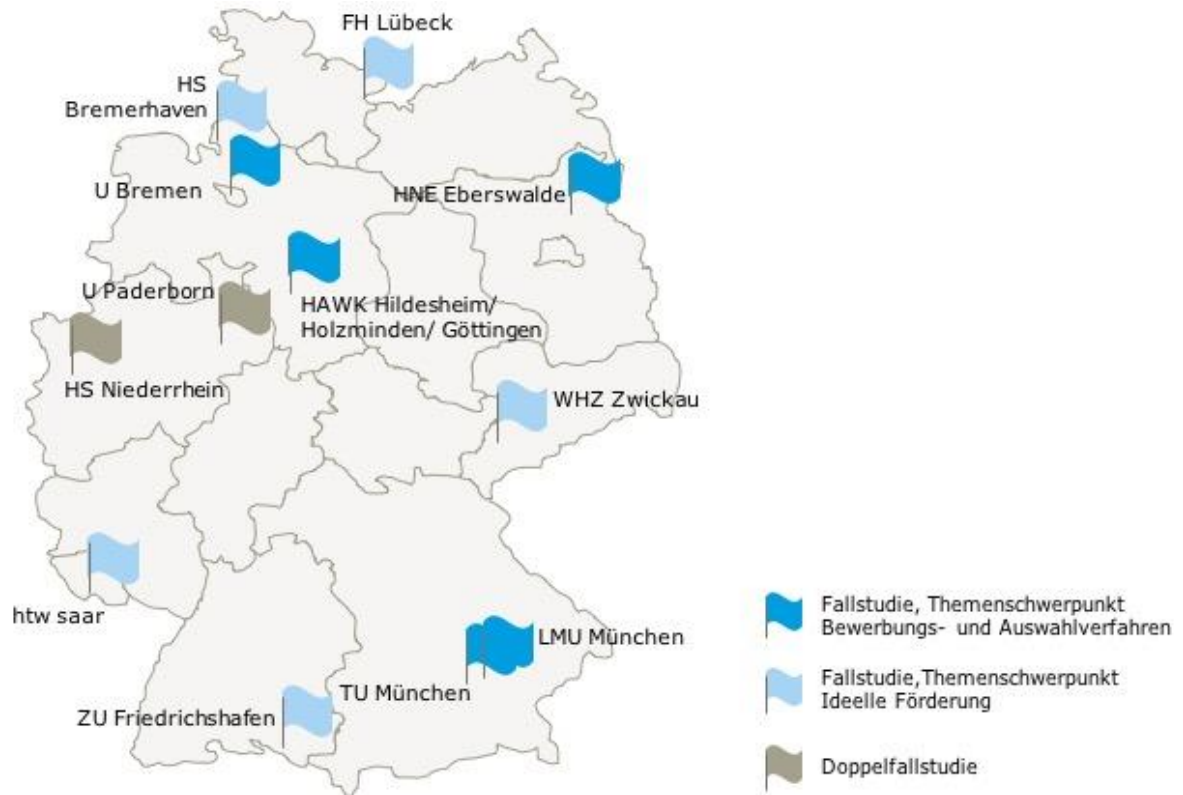 FH Lübeck
HS
Bremerhaven
U Bremen
HNE Eberswalde
U Paderborn
HAWK Hildesheim/
Holzminden/ Göttingen
HS Niederrhein
WHZ Zwickau
htw saar
LMU München
TU München
ZU Friedrichshafen
Fallstudie, Themenschwerpunkt
Bewerbungs- und Auswahlverfahren
Fallstudie,Themenschwerpunkt
Ideelle Förderung
Doppelfallstudie